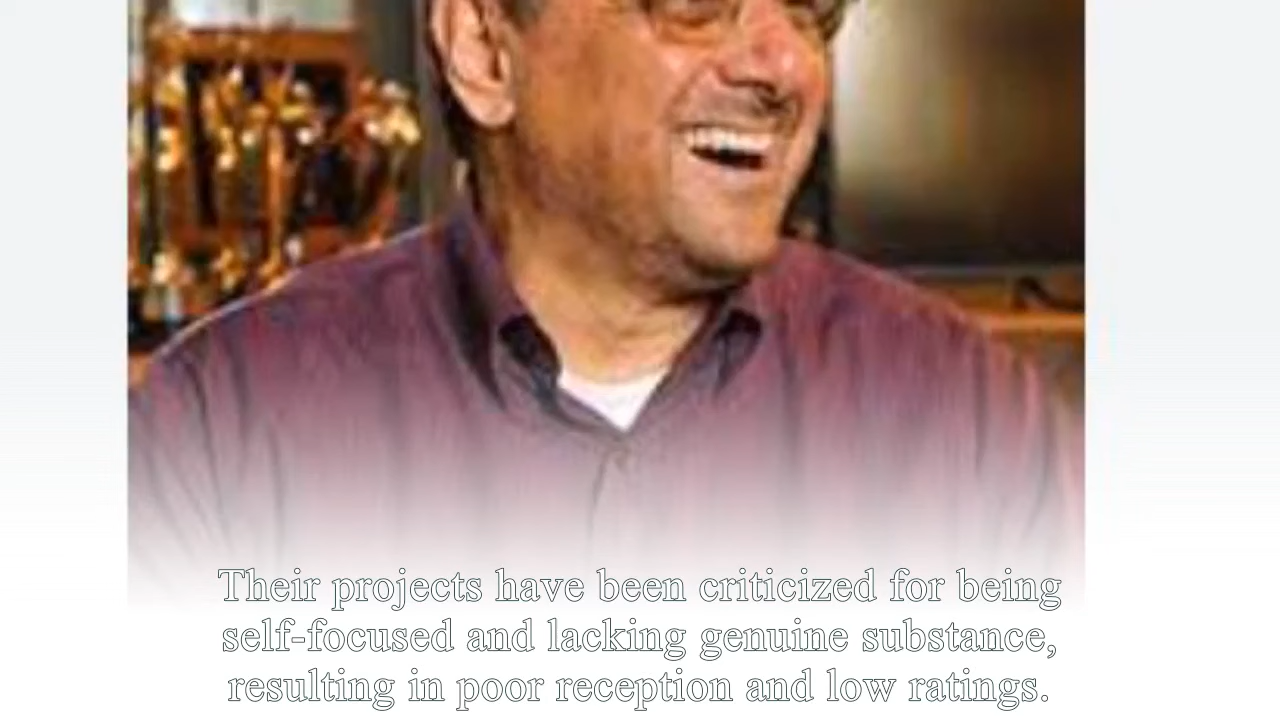 Their projects have been criticized for being
self-focused and lacking genuine substance,
resulting in poor reception and low ratings.